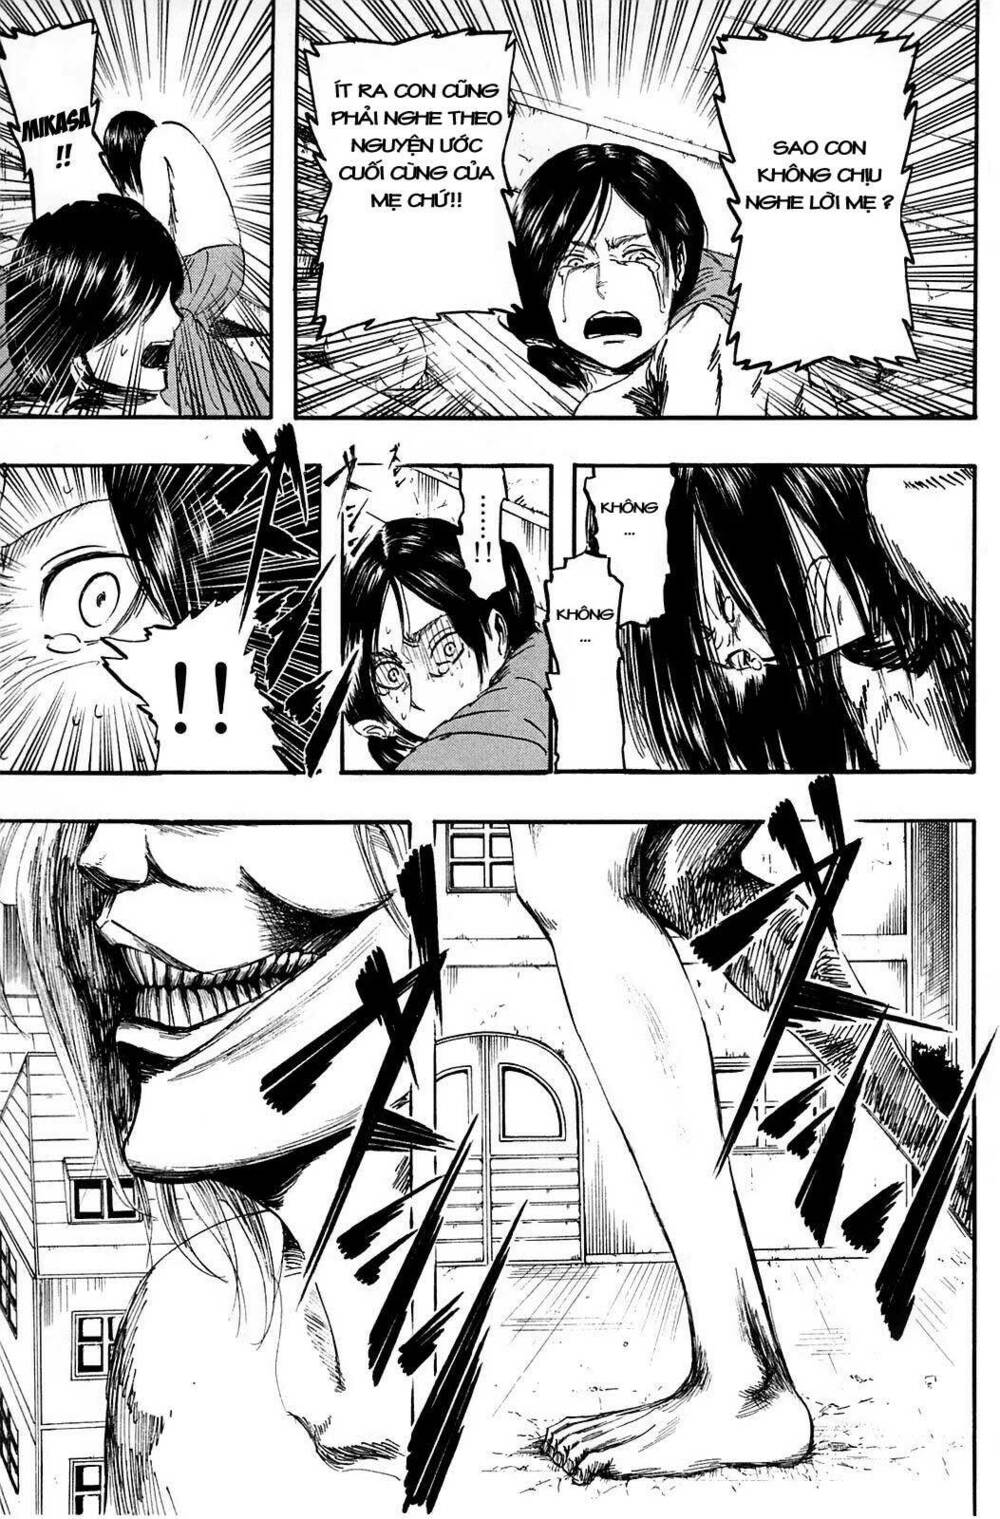 SAO CON
KHÔNG CHỊU
NGHE LỜI MẸ ?
ÍT RA CON CŨNG
PHẢI NGHE THEO
NGUYỆN ƯỚC
CUỐI CÙNG CỦA
MẸ CHỨ!!
MIKASA
!!
KHÔNG
...
KHÔNG
...
......!!
!!